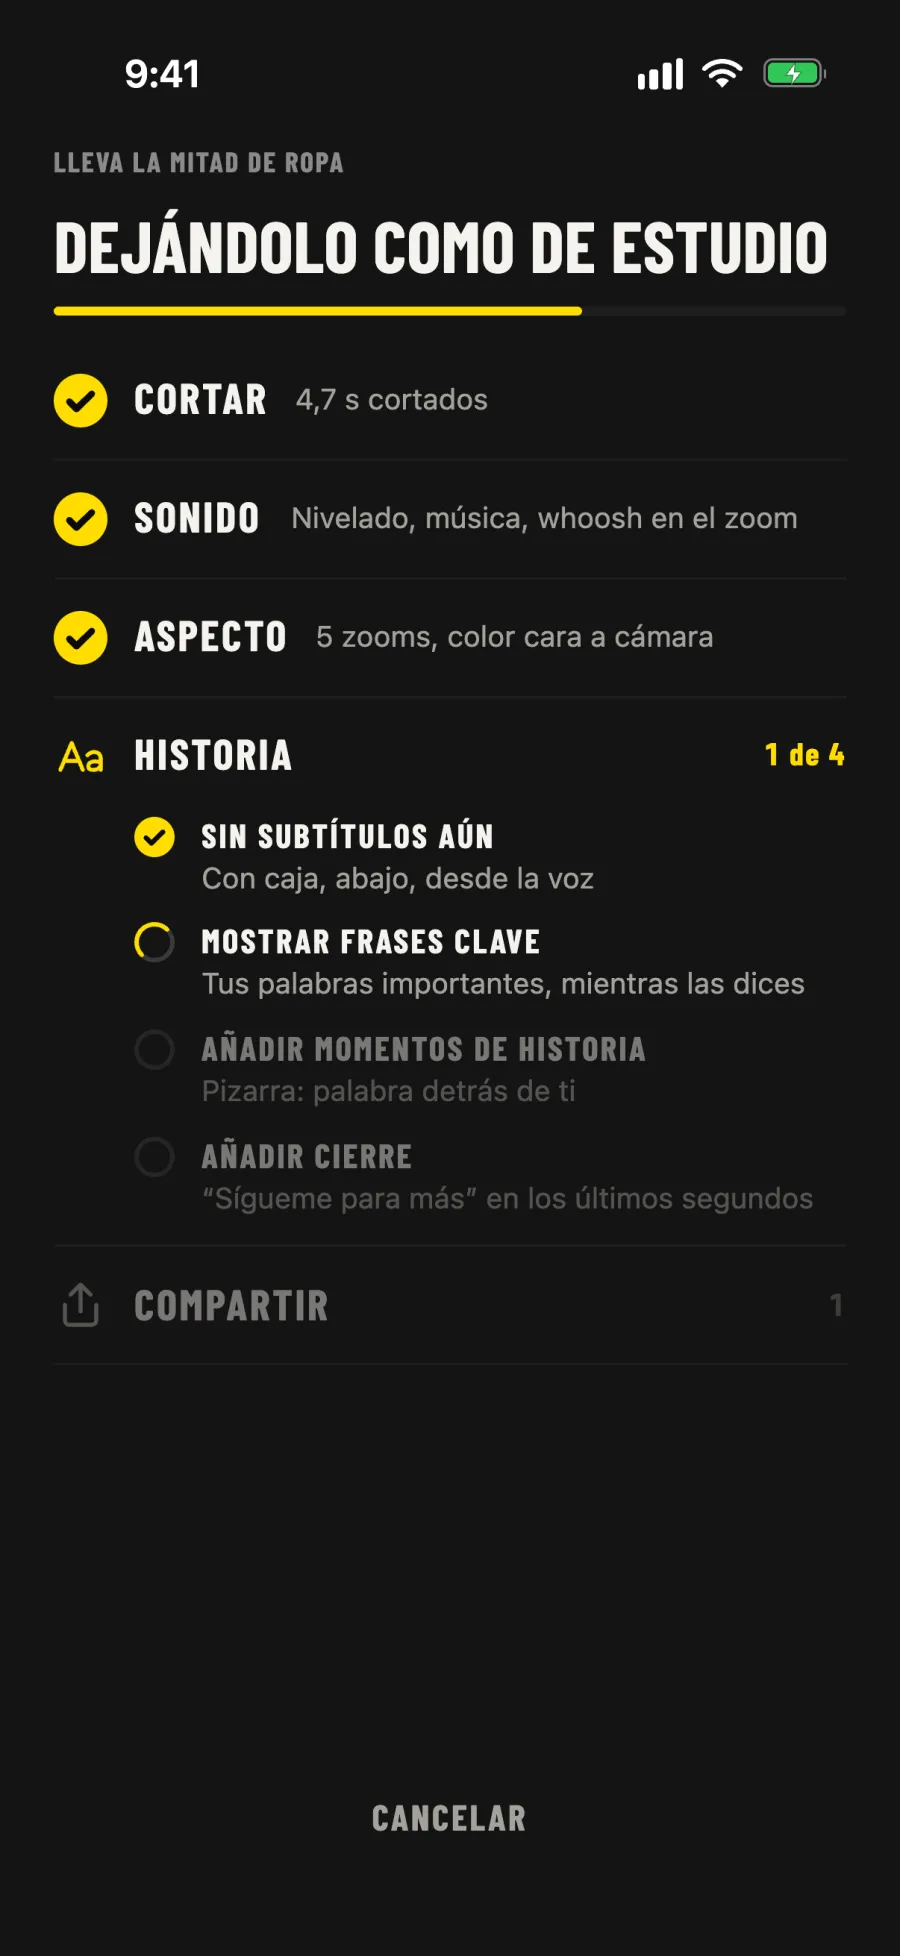 9:41
LLEVA LA MITAD DE ROPA
DEJÁNDOLO COMO DE ESTUDIO
CORTAR 4,7 s cortados
SONIDO Nivelado, música, whoosh en el zoom
ASPECTO 5 zooms, color cara a cámara
Aa HISTORIA 1 de 4
SIN SUBTÍTULOS AÚN
Con caja, abajo, desde la voz
MOSTRAR FRASES CLAVE
Tus palabras importantes, mientras las dices
AÑADIR MOMENTOS DE HISTORIA
Pizarra: palabra detrás de ti
AÑADIR CIERRE
“Sígueme para más” en los últimos segundos
COMPARTIR 1
CANCELAR